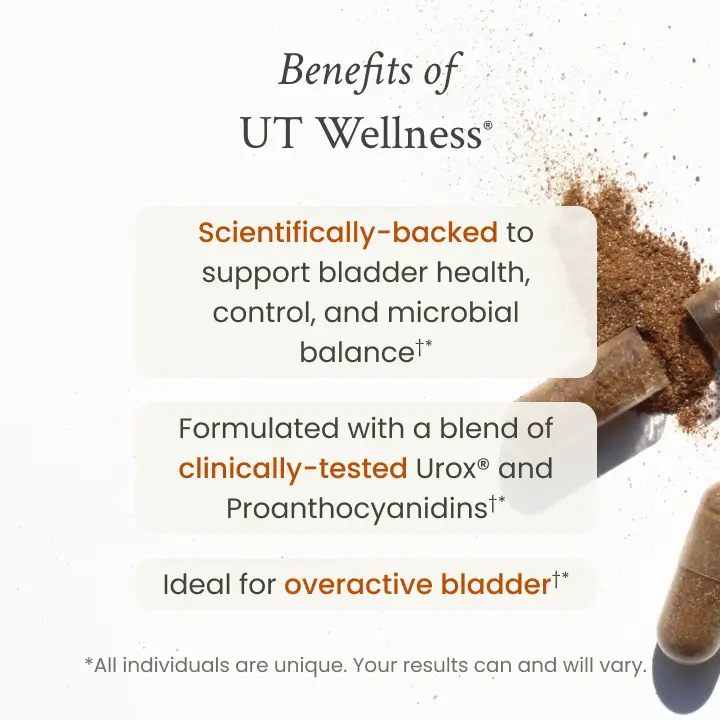 Benefits of
UT Wellness®
Scientifically-backed to
support bladder health,
control, and microbial
balance†*
Formulated with a blend of
clinically-tested Urox® and
Proanthocyanidins†*
Ideal for overactive bladder†*
*All individuals are unique. Your results can and will vary.